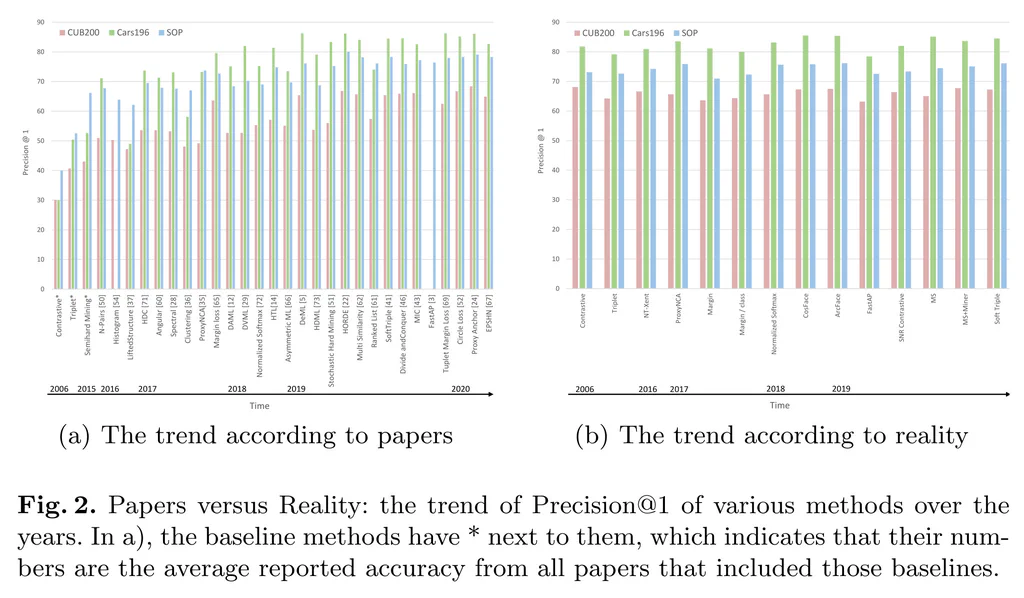 90
80
70
60
50
40
30
20
10
0
Precision @ 1
CUB200 Cars196 SOP
Contrastive*
Triplet*
Semihard Mining*
N-Pairs [50]
Histogram [54]
LiftedStructure [37]
HDC [71]
Angular [60]
Spectral [28]
Clustering [36]
ProxyNCA[35]
Margin loss [65]
DAML [12]
DVML [29]
Normalized Softmax [72]
HTL[14]
Asymmetric ML[66]
DeML [5]
HDML [73]
Stochastic Hard Mining [51]
HORDE [22]
Multi Similarity [62]
Ranked List [61]
SoftTriple [41]
Divide andConquer [46]
MIC [43]
FastAP [3]
Tuplet Margin Loss [69]
Circle Loss [52]
Proxy Anchor [24]
EPSHN [67]
2006 2015 2016 2017 2018 2019 2020
Time
(a) The trend according to papers
90
80
70
60
50
40
30
20
10
0
Precision @ 1
CUB200 Cars196 SOP
Contrastive
Triplet
NT-Xent
ProxyNCA
Margin
Margin / class
Normalized Softmax
CosFace
ArcFace
FastAP
SNR Contrastive
MS
MS+Miner
Soft Triple
2006 2016 2017 2018 2019
Time
(b) The trend according to reality
Fig. 2. Papers versus Reality: the trend of Precision@1 of various methods over the
years. In a), the baseline methods have * next to them, which indicates that their num-
bers are the average reported accuracy from all papers that included those baselines.